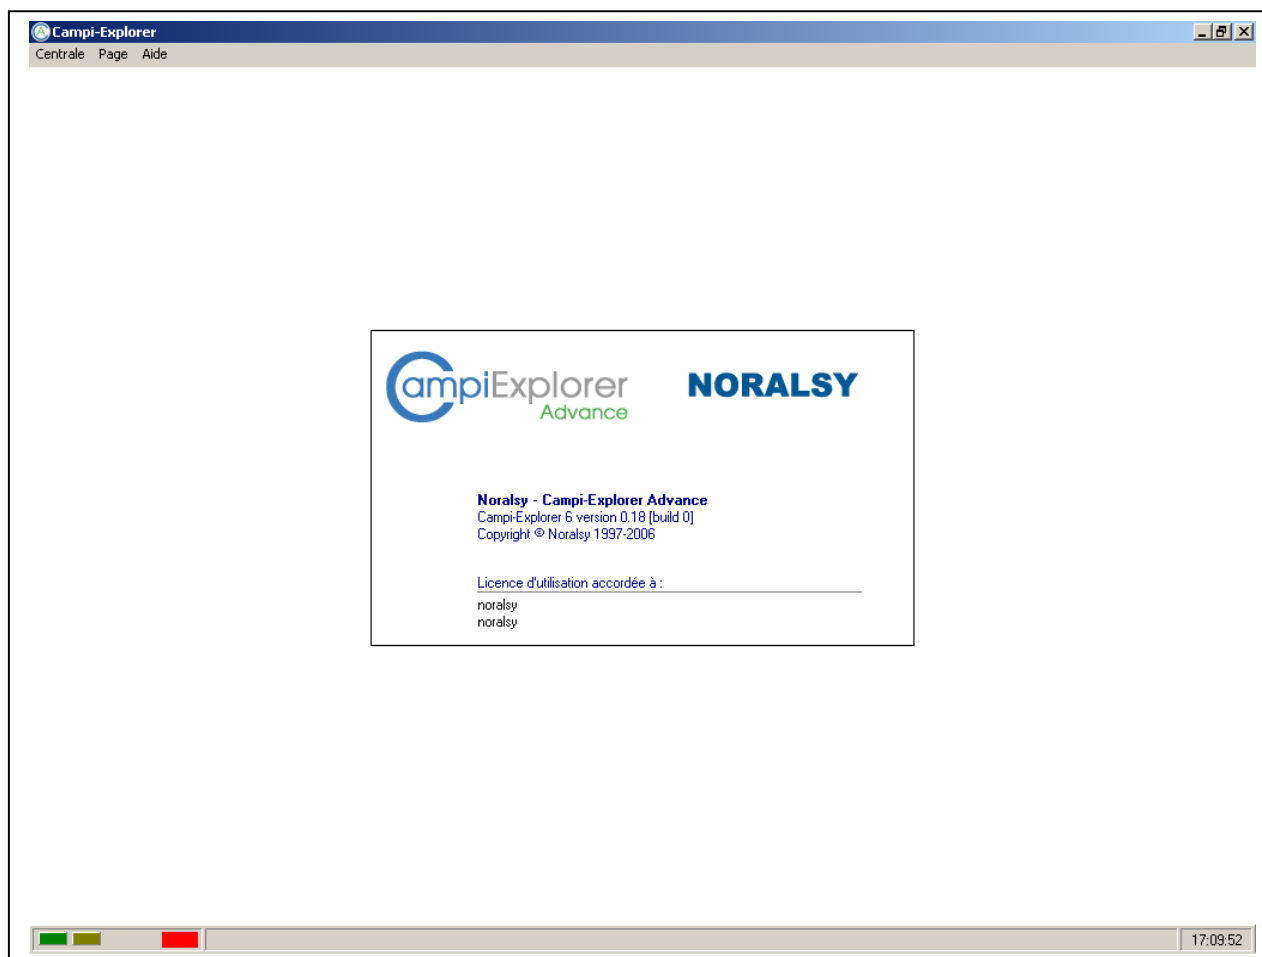 Campi-Explorer
Centrale Page Aide
CampiExplorer
Advance
NORALSY
Noralsy - Campi-Explorer Advance
Campi-Explorer 6 version 0.18 [build 0]
Copyright © Noralsy 1997-2006
Licence d'utilisation accordée à :
noralsy
noralsy
17:09:52